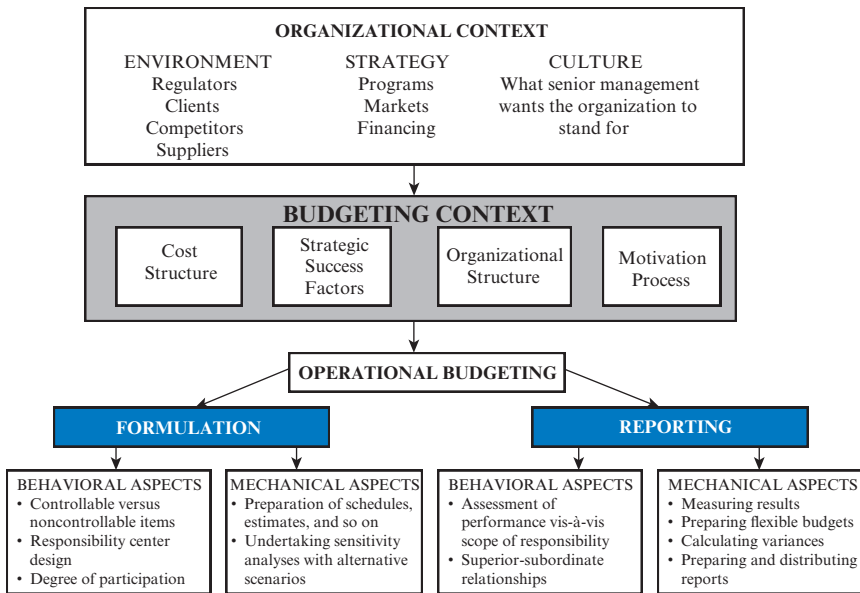 ORGANIZATIONAL CONTEXT
ENVIRONMENT
Regulators
Clients
Competitors
Suppliers
STRATEGY
Programs
Markets
Financing
CULTURE
What senior management
wants the organization to
stand for
BUDGETING CONTEXT
Cost
Structure
Strategic
Success
Factors
Organizational
Structure
Motivation
Process
OPERATIONAL BUDGETING
FORMULATION
REPORTING
BEHAVIORAL ASPECTS
• Controllable versus
noncontrollable items
• Responsibility center
design
• Degree of participation
MECHANICAL ASPECTS
• Preparation of schedules,
estimates, and so on
• Undertaking sensitivity
analyses with alternative
scenarios
BEHAVIORAL ASPECTS
• Assessment of
performance vis-à-vis
scope of responsibility
• Superior-subordinate
relationships
MECHANICAL ASPECTS
• Measuring results
• Preparing flexible budgets
• Calculating variances
• Preparing and distributing
reports